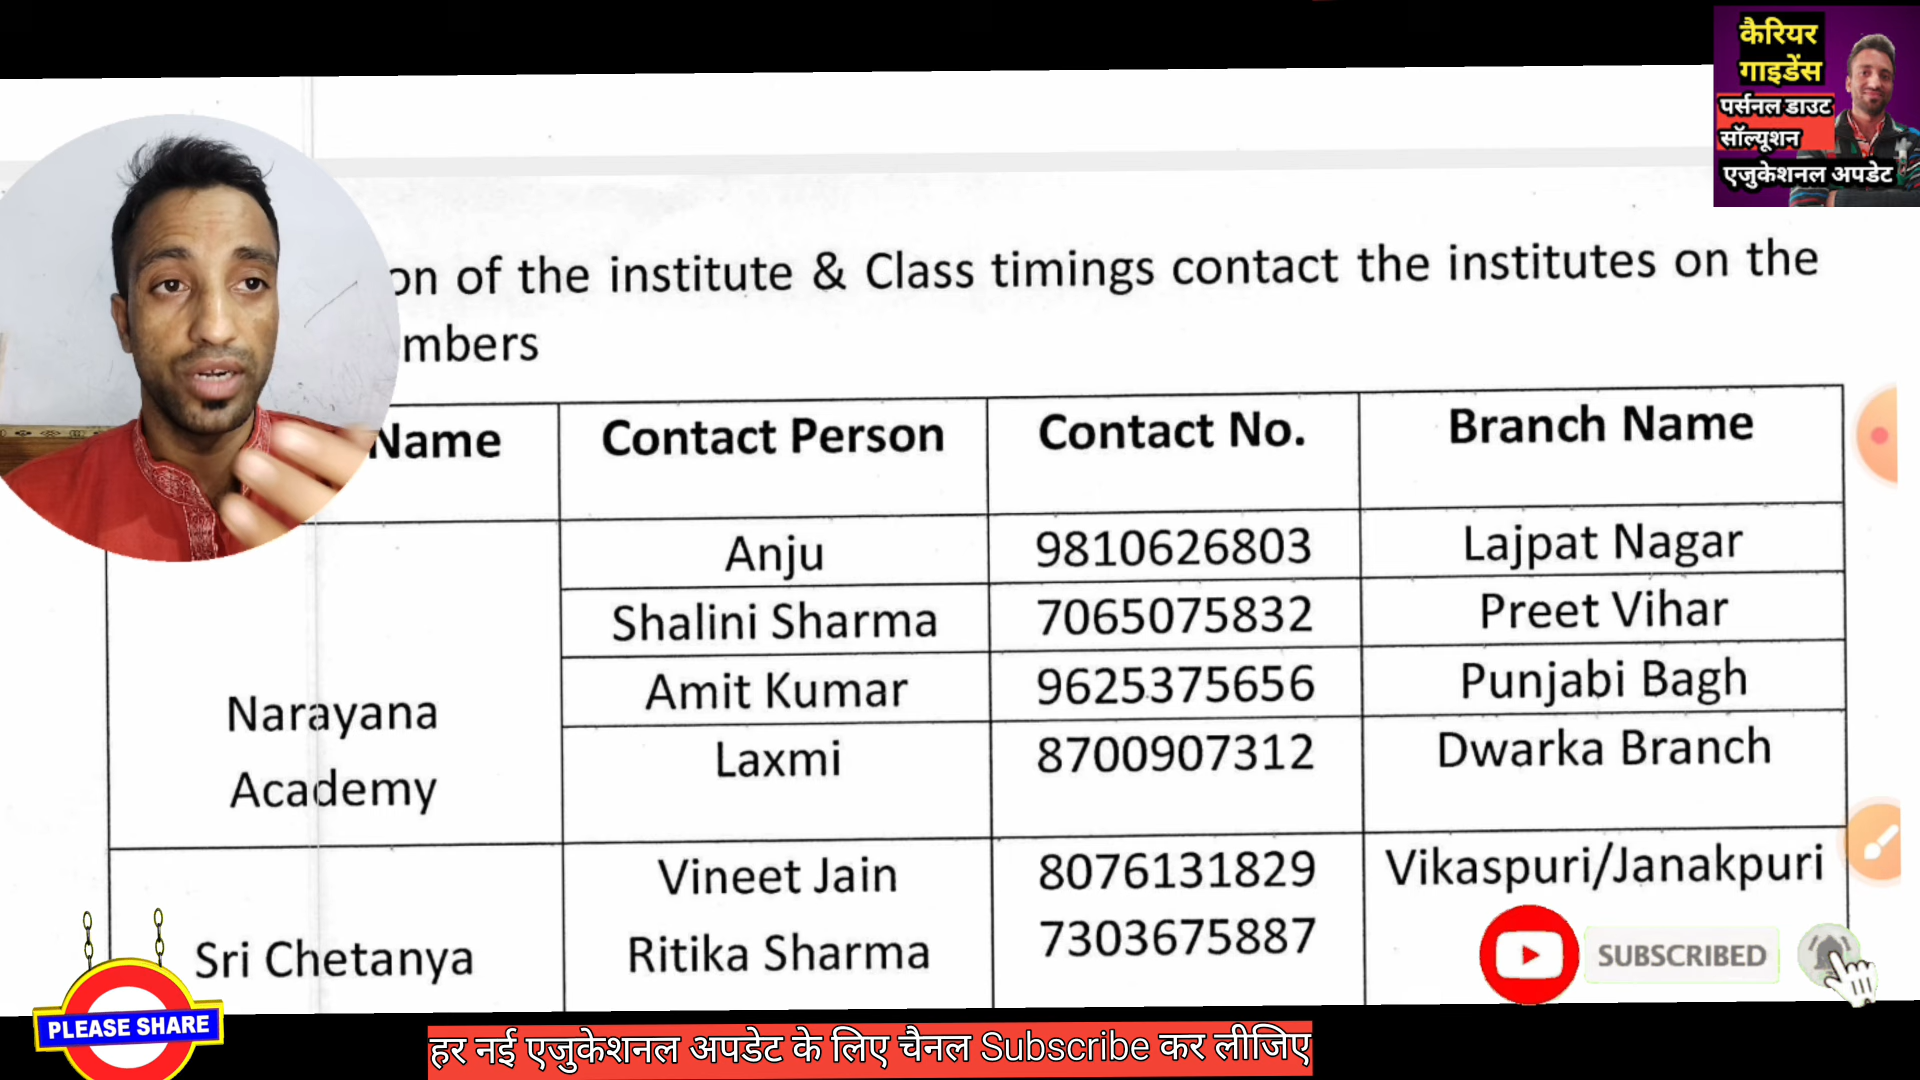 कैरियर
गाइडेंस
पर्सनल डाउट
सॉल्यूशन
एजुकेशनल अपडेट
on of the institute & Class timings contact the institutes on the
mbers
Name Contact Person Contact No. Branch Name
Anju 9810626803 Lajpat Nagar
Shalini Sharma 7065075832 Preet Vihar
Amit Kumar 9625375656 Punjabi Bagh
Narayana
Academy
Laxmi 8700907312 Dwarka Branch
Vineet Jain 8076131829 Vikaspuri/Janakpuri
Sri Chetanya Ritika Sharma 7303675887
SUBSCRIBED
PLEASE SHARE
हर नई एजुकेशनल अपडेट के लिए चैनल Subscribe कर लीजिए